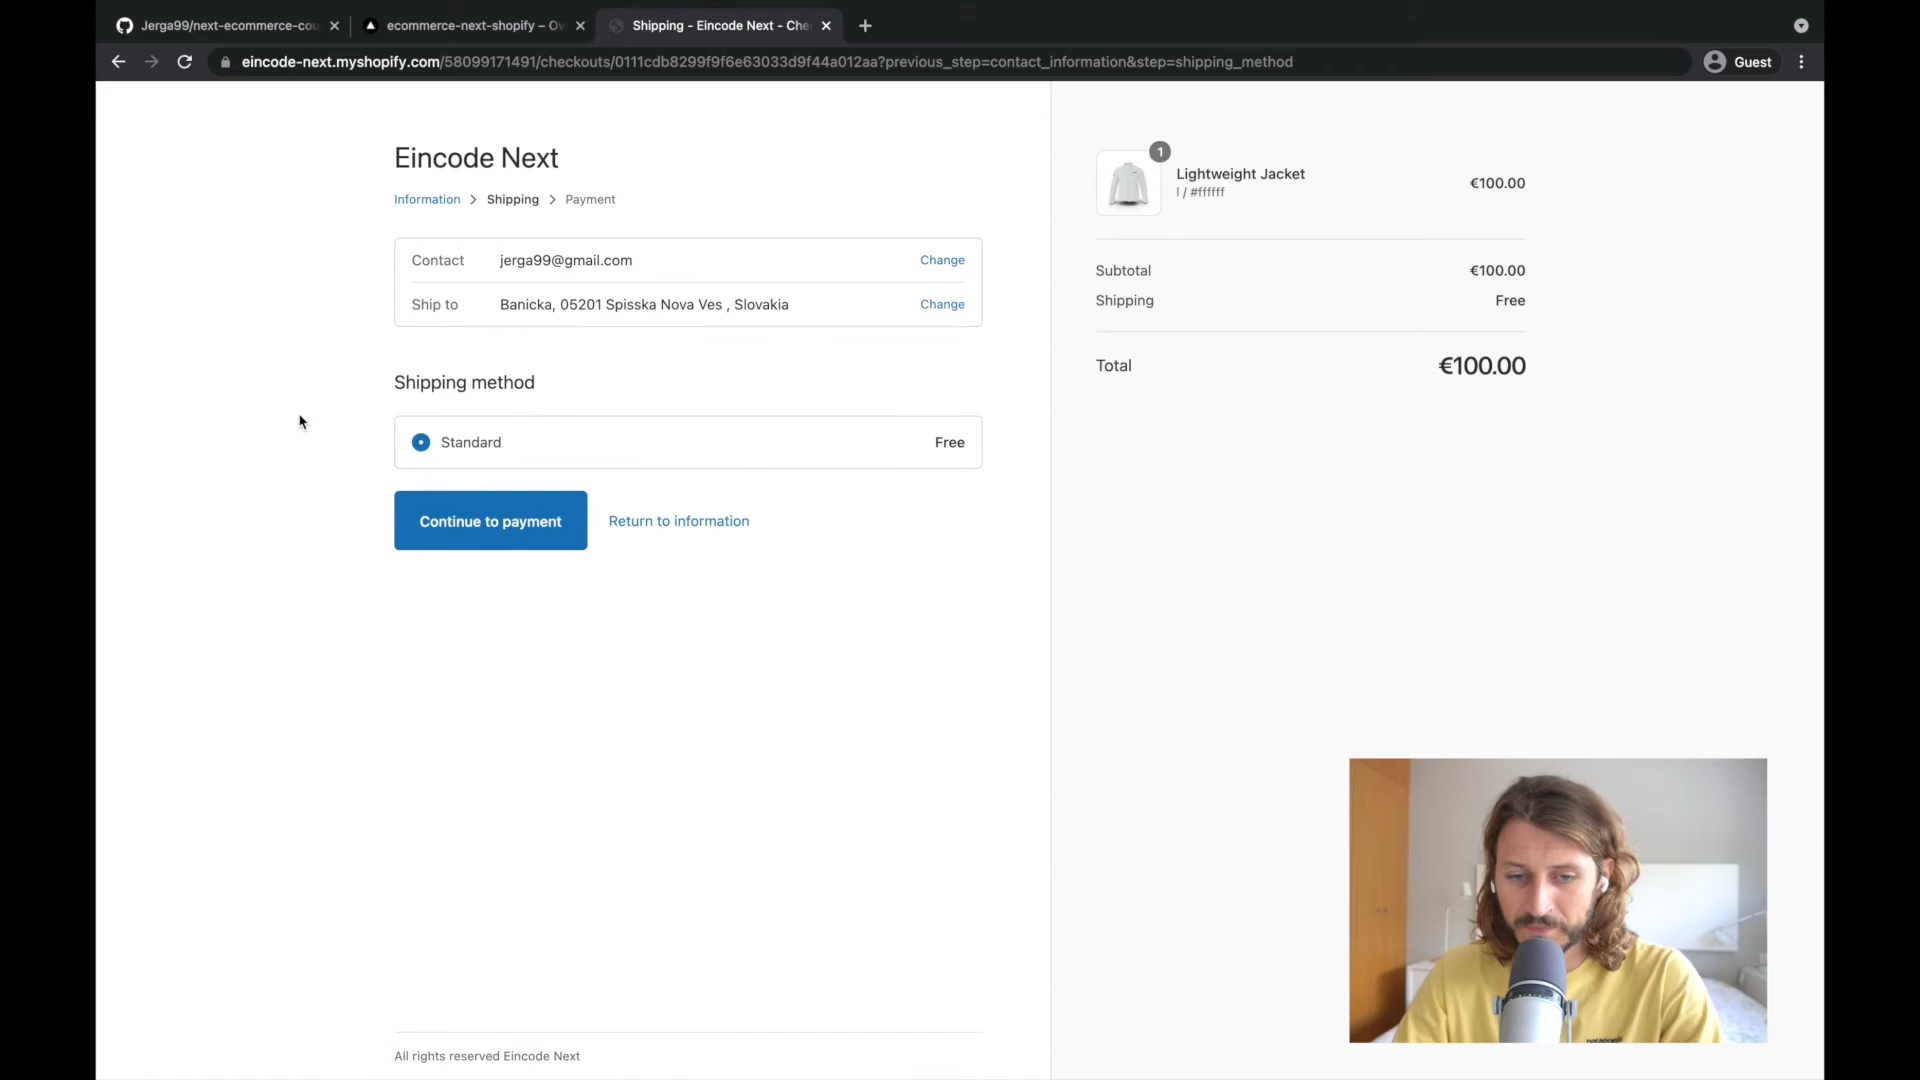 Jerga99/next-ecommerce-cou
ecommerce-next-shopify – Ov
Shipping - Eincode Next - Che
eincode-next.myshopify.com/58099171491/checkouts/0111cdb8299f9f6e63033d9f44a012aa?previous_step=contact_information&step=shipping_method
Guest
Eincode Next
Information > Shipping > Payment
Contact jerga99@gmail.com Change
Ship to Banicka, 05201 Spisska Nova Ves , Slovakia Change
Shipping method
Standard Free
Continue to payment Return to information
All rights reserved Eincode Next
1
Lightweight Jacket €100.00
l / #ffffff
Subtotal €100.00
Shipping Free
Total €100.00
patagonia